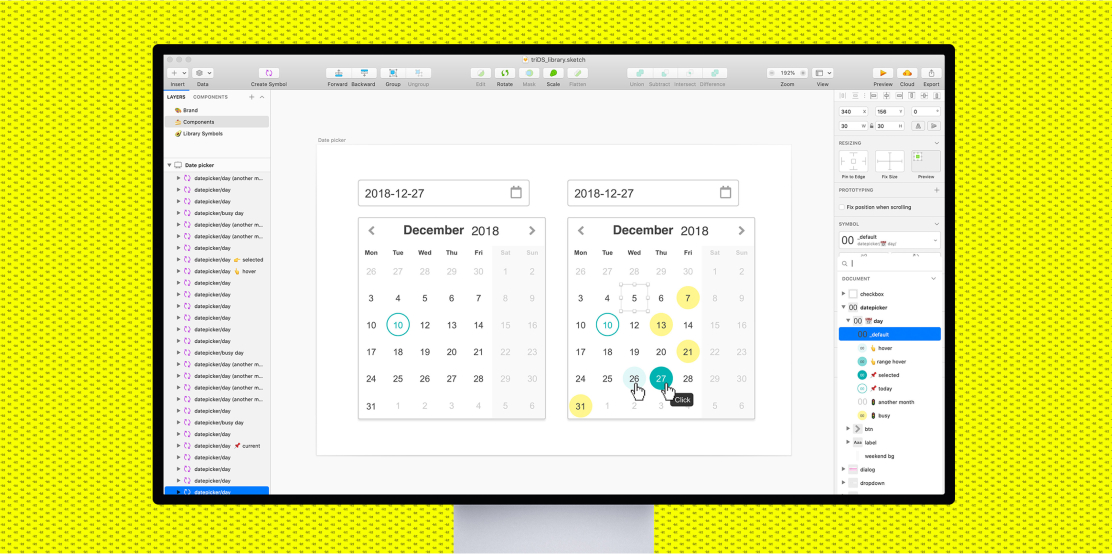 triDS_library.sketch
192%
Insert Data Create Symbol Forward Backward Group Ungroup Edit Rotate Mask Scale Flatten Union Subtract Intersect Difference Zoom View Preview Cloud Export
LAYERS COMPONENTS
Brand
Components
Library Symbols
Date picker
datepicker/day (another m...
datepicker/day
datepicker/day
datepicker/busy day
datepicker/day (another m...
datepicker/day (another m...
datepicker/day
datepicker/day 👉 selected
datepicker/day 👆 hover
datepicker/day
datepicker/day
datepicker/day
datepicker/day
datepicker/busy day
datepicker/day (another m...
datepicker/day (another m...
datepicker/day (another m...
datepicker/day
datepicker/busy day
datepicker/day
datepicker/day 📌 current
datepicker/day
datepicker/day
datepicker/day
datepicker/day
Date picker
2018-12-27
December 2018
Mon Tue Wed Thu Fri Sat Sun
26 27 28 29 30 1 2
3 4 5 6 7 8 9
10 10 12 13 14 15 16
17 18 19 20 21 22 23
24 25 26 27 28 29 30
31 1 2 3 4 5 6
2018-12-27
December 2018
Mon Tue Wed Thu Fri Sat Sun
26 27 28 29 30 1 2
3 4 5 6 7 8 9
10 10 12 13 14 15 16
17 18 19 20 21 22 23
24 25 26 27 28 29 30
31 1 2 3 5 6
Click
340 X 156 Y 0 °
30 W 30 H
RESIZING
Pin to Edge Fix Size Preview
PROTOTYPING
Fix position when scrolling
SYMBOL
00 _default
datepicker/📅 day/
DOCUMENT
checkbox
00 datepicker
00 📅 day
00 _default
00 👆 hover
00 👆 range hover
00 📌 selected
00 📌 today
00 another month
00 busy
btn
Aaa label
weekend bg
dialog
dropdown